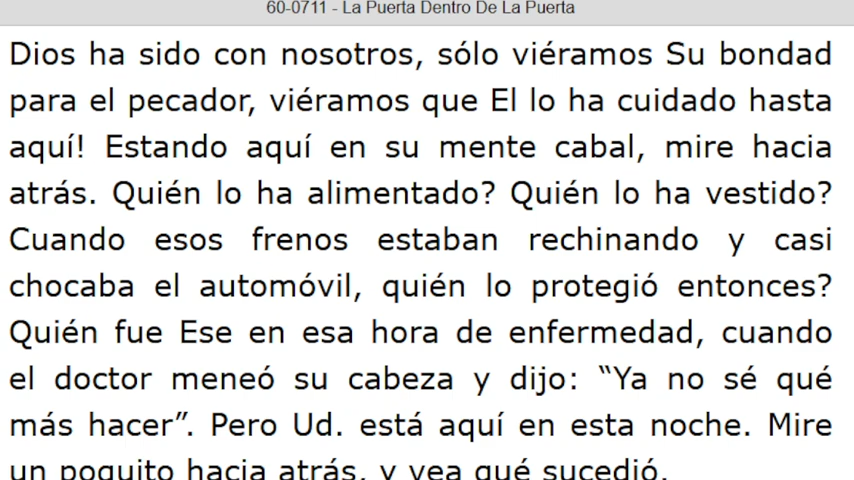 60-0711 - La Puerta Dentro De La Puerta
Dios ha sido con nosotros, sólo viéramos Su bondad
para el pecador, viéramos que El lo ha cuidado hasta
aquí! Estando aquí en su mente cabal, mire hacia
atrás. Quién lo ha alimentado? Quién lo ha vestido?
Cuando esos frenos estaban rechinando y casi
chocaba el automóvil, quién lo protegió entonces?
Quién fue Ese en esa hora de enfermedad, cuando
el doctor meneó su cabeza y dijo: “Ya no sé qué
más hacer”. Pero Ud. está aquí en esta noche. Mire
un poquito hacia atrás, y vea qué sucedió.